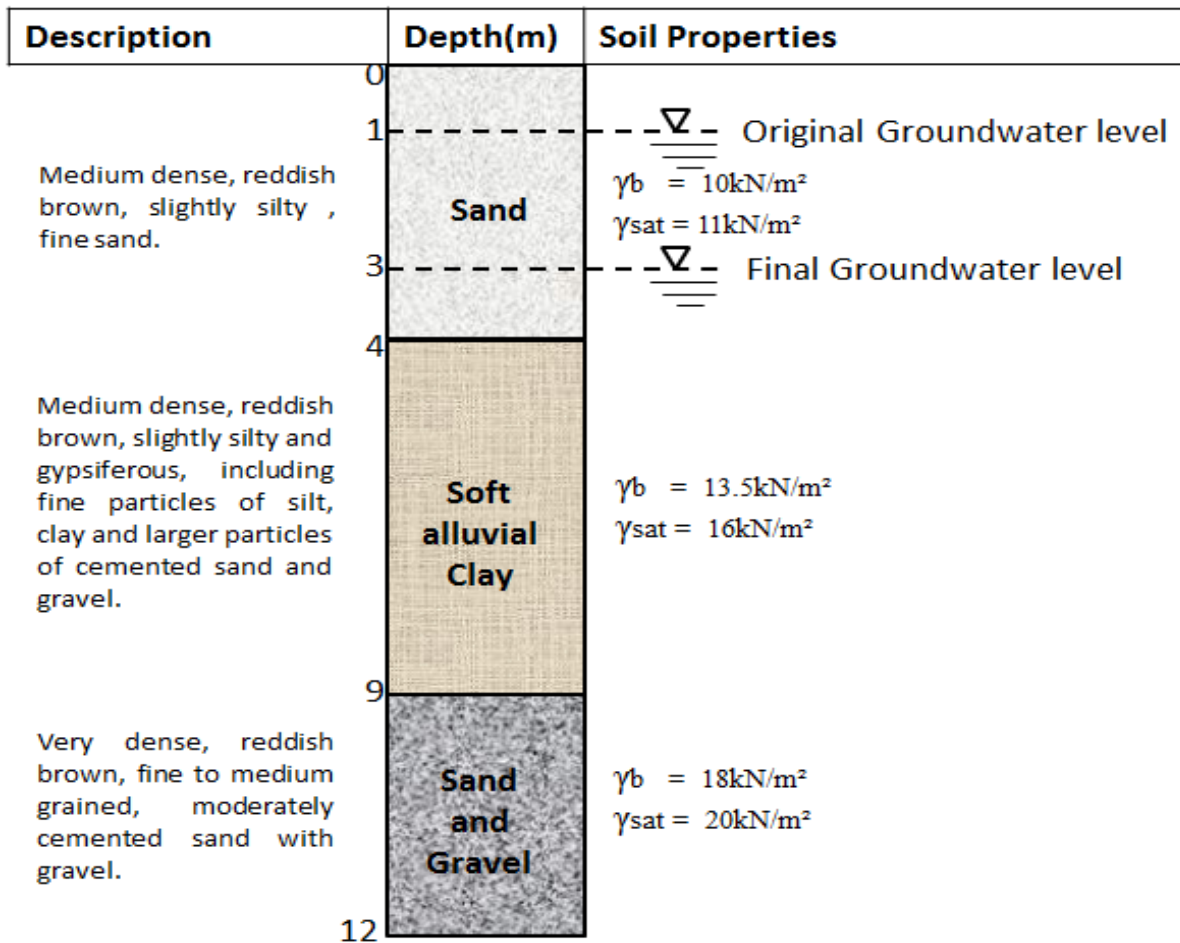 Description Depth(m) Soil Properties
0
1 Original Groundwater level
Medium dense, reddish
brown, slightly silty ,
fine sand.
Sand
γb = 10kN/m²
γsat = 11kN/m²
3 Final Groundwater level
4
Medium dense, reddish
brown, slightly silty and
gypsiferous, including
fine particles of silt,
clay and larger particles
of cemented sand and
gravel.
Soft
alluvial
Clay
γb = 13.5kN/m²
γsat = 16kN/m²
9
Very dense, reddish
brown, fine to medium
grained, moderately
cemented sand with
gravel.
Sand
and
Gravel
γb = 18kN/m²
γsat = 20kN/m²
12